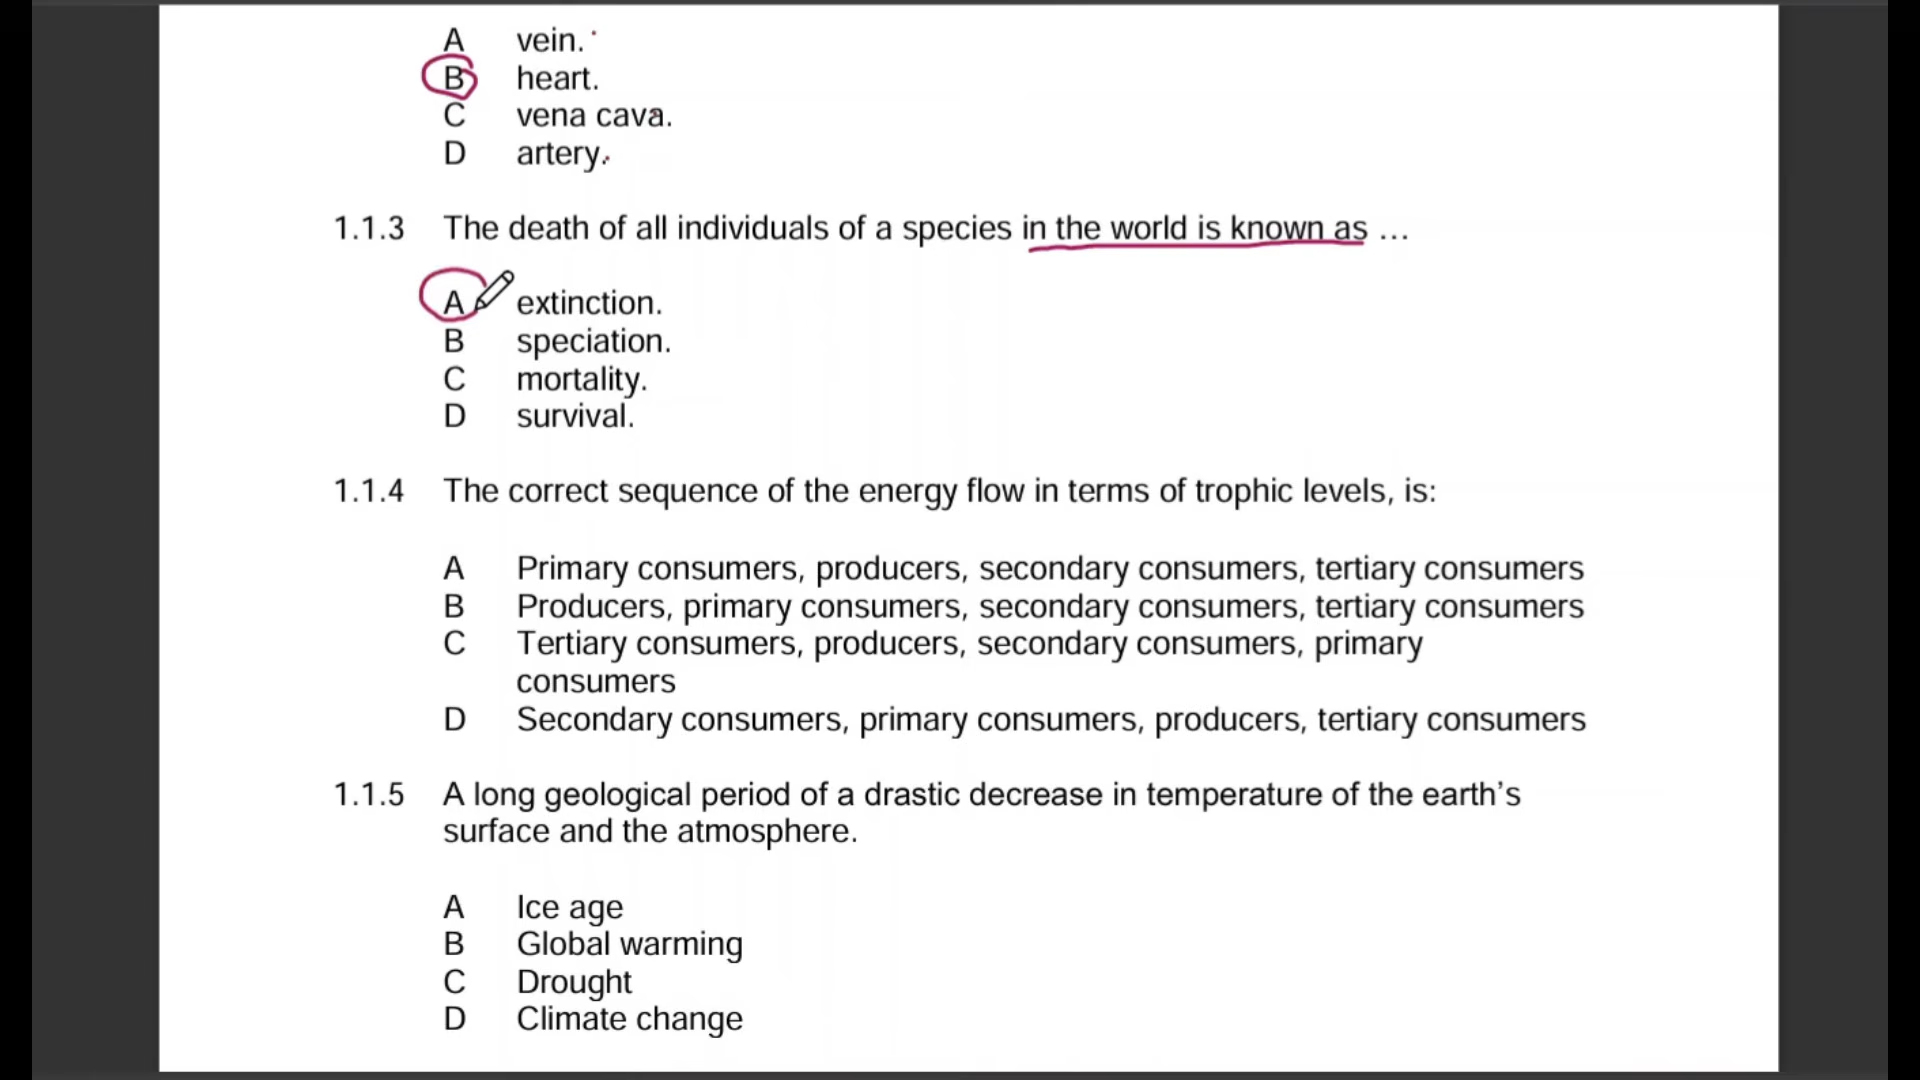 A vein.
B heart.
C vena cava.
D artery.
1.1.3 The death of all individuals of a species in the world is known as …
A extinction.
B speciation.
C mortality.
D survival.
1.1.4 The correct sequence of the energy flow in terms of trophic levels, is:
A Primary consumers, producers, secondary consumers, tertiary consumers
B Producers, primary consumers, secondary consumers, tertiary consumers
C Tertiary consumers, producers, secondary consumers, primary
consumers
D Secondary consumers, primary consumers, producers, tertiary consumers
1.1.5 A long geological period of a drastic decrease in temperature of the earth’s
surface and the atmosphere.
A Ice age
B Global warming
C Drought
D Climate change